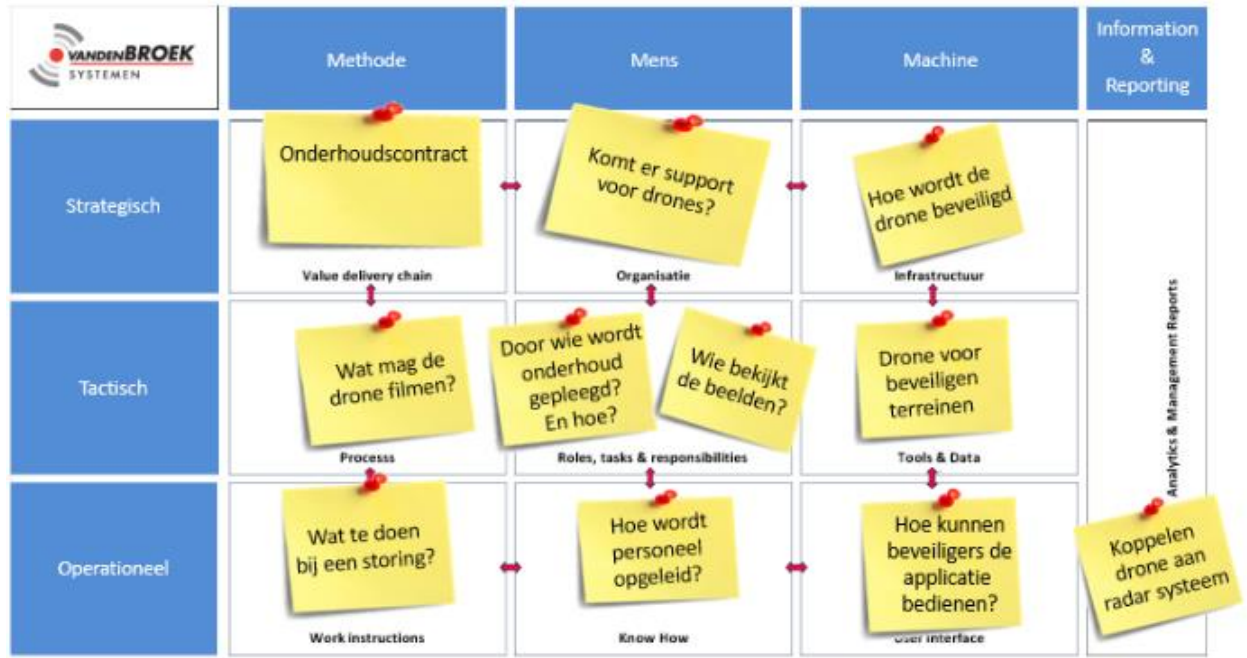 VANDENBROEK
SYSTEMEN
Methode
Mens
Machine
Information
&
Reporting
Strategisch
Onderhoudscontract
Value delivery chain
Komt er support
voor drones?
Organisatie
Hoe wordt de
drone beveiligd
Infrastructuur
Analytics & Management Reports
Tactisch
Wat mag de
drone filmen?
Processs
Door wie wordt
onderhoud
gepleegd?
En hoe?
Wie bekijkt
de beelden?
Roles, tasks & responsibilities
Drone voor
beveiligen
terreinen
Tools & Data
Operationeel
Wat te doen
bij een storing?
Work instructions
Hoe wordt
personeel
opgeleid?
Know How
Hoe kunnen
beveiligers de
applicatie
bedienen?
User interface
Koppelen
drone aan
radar systeem